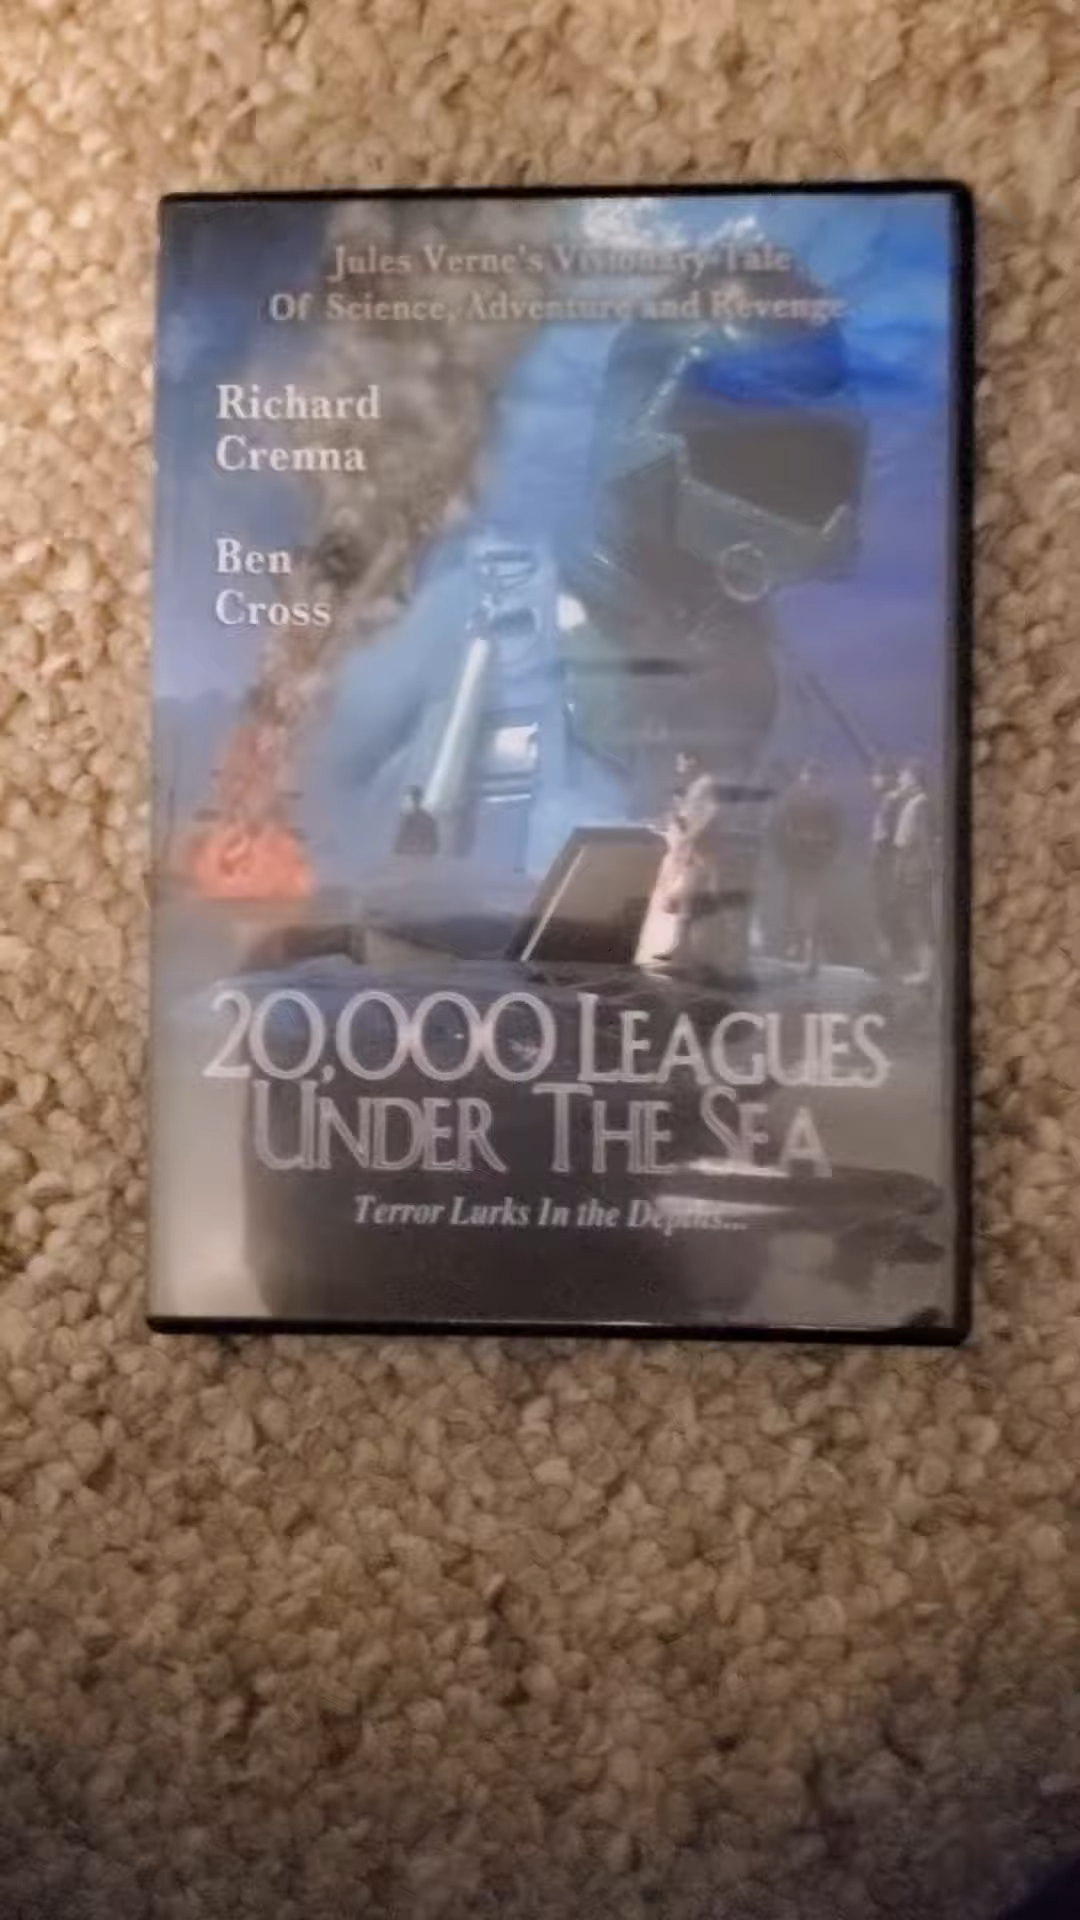 Jules Verne's Visionary Tale
Of Science, Adventure and Revenge
Richard
Crenna
Ben
Cross
20,000 LEAGUES
UNDER THE SEA
Terror Lurks In the Depths...